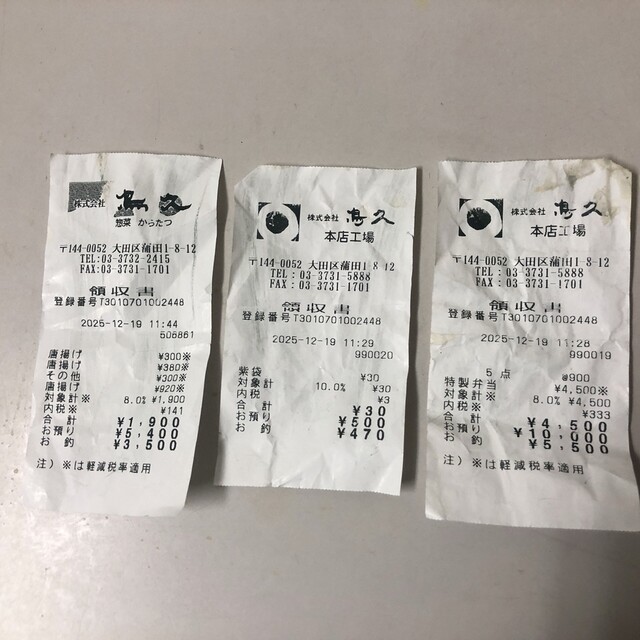 株式会社 鳥久
惣菜 からたつ
〒144-0052 大田区蒲田1-8-12
TEL:03-3732-2415
FAX:03-3731-1701
領収書
登録番号T3010701002448
2025-12-19 11:44
506861
唐揚げ ¥300※
唐揚げ ¥380※
その他 ¥300※
唐揚げ ¥920※
対象計※ 8.0% ¥1,900
内税※ ¥141
合 計 ¥1,900
お預り ¥5,400
お 釣 ¥3,500
注）※は軽減税率適用
株式会社 鳥久
本店工場
〒144-0052 大田区蒲田1-8-12
TEL:03-3731-5888
FAX:03-3731-1701
領収書
登録番号T3010701002448
2025-12-19 11:29
990020
紫袋 ¥30
対象計 10.0% ¥30
内税 ¥3
合 計 ¥30
お預り ¥500
お 釣 ¥470
株式会社 鳥久
本店工場
〒144-0052 大田区蒲田1-8-12
TEL:03-3731-5888
FAX:03-3731-1701
領収書
登録番号T3010701002448
2025-12-19 11:28
990019
5 点 @900
特製弁当 ¥4,500※
対象計※ 8.0% ¥4,500
内税※ ¥333
合 計 ¥4,500
お預り ¥10,000
お 釣 ¥5,500
注）※は軽減税率適用